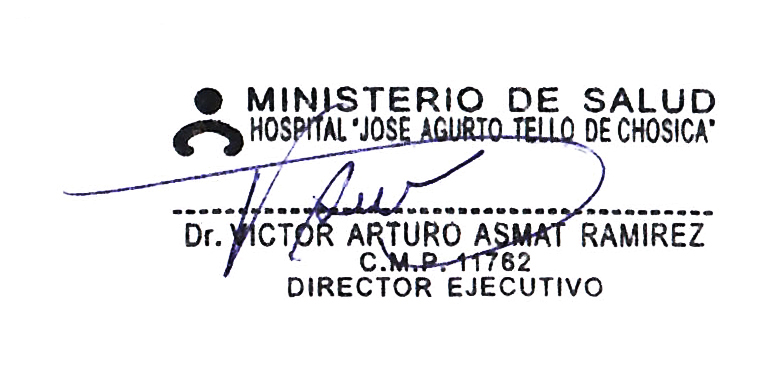 MINISTERIO DE SALUD
HOSPITAL "JOSE AGURTO TELLO DE CHOSICA"
Dr. VICTOR ARTURO ASMAT RAMIREZ
C.M.P. 11762
DIRECTOR EJECUTIVO